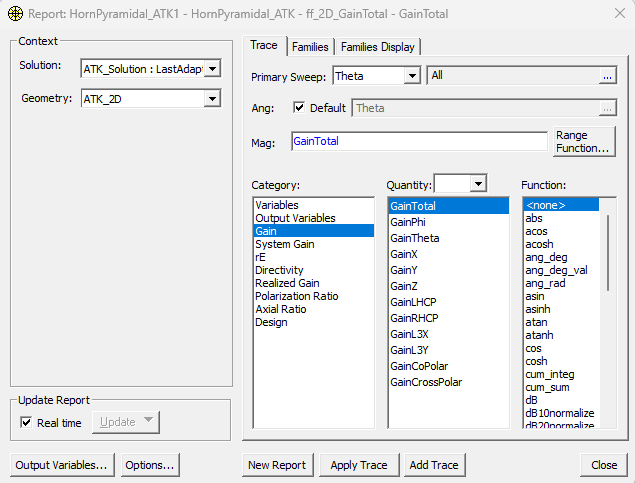 Report: HornPyramidal_ATK1 - HornPyramidal_ATK - ff_2D_GainTotal - GainTotal
Context
Solution:
ATK_Solution : LastAdap
Geometry:
ATK_2D
Update Report
Real time
Update
Output Variables...
Options...
Trace
Families
Families Display
Primary Sweep:
Theta
All
...
Ang:
Default
Theta
...
Mag:
GainTotal
Range
Function...
Category:
Variables
Output Variables
Gain
System Gain
rE
Directivity
Realized Gain
Polarization Ratio
Axial Ratio
Design
Quantity:
GainTotal
GainPhi
GainTheta
GainX
GainY
GainZ
GainLHCP
GainRHCP
GainL3X
GainL3Y
GainCoPolar
GainCrossPolar
Function:
<none>
abs
acos
acosh
ang_deg
ang_deg_val
ang_rad
asin
asinh
atan
atanh
cos
cosh
cum_integ
cum_sum
dB
dB10normalize
dB20normalize
New Report
Apply Trace
Add Trace
Close